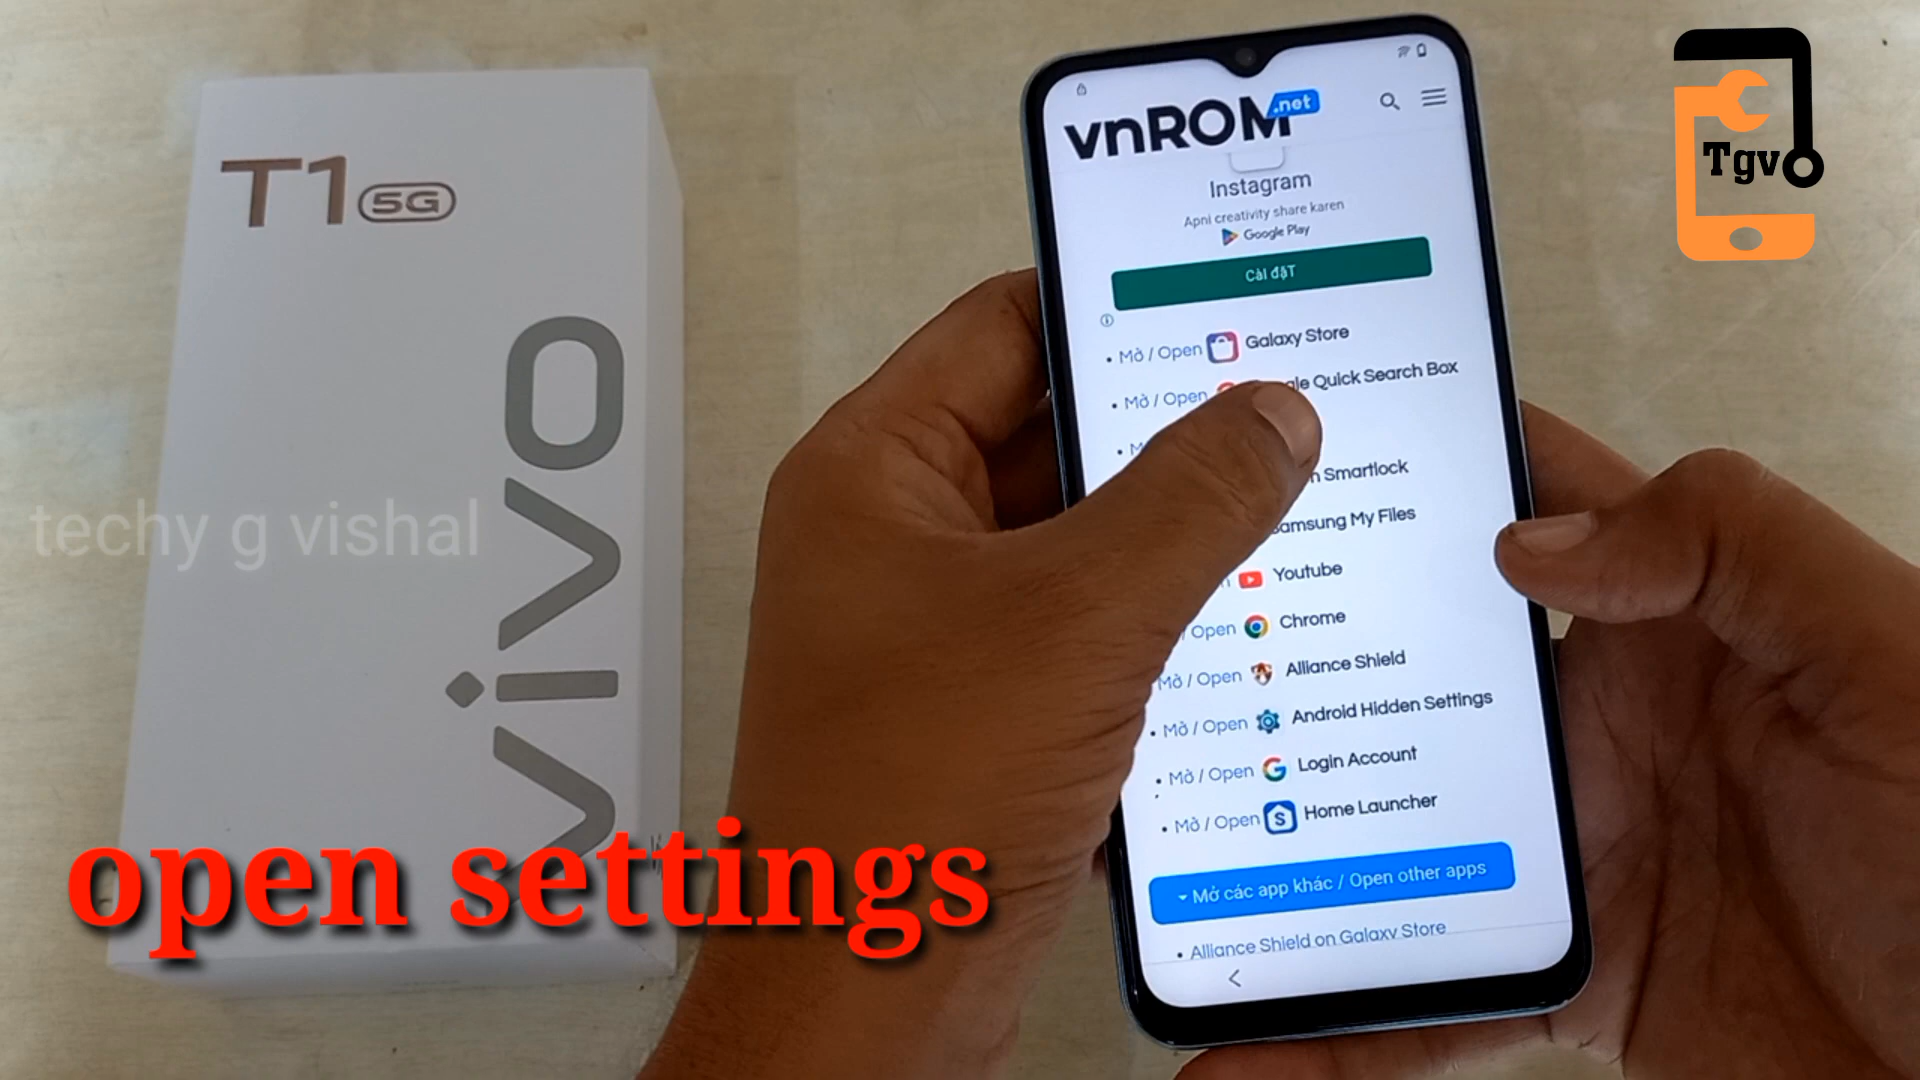 T1 5G
vivo
techy g vishal
open settings
vnROM.net
Instagram
Apni creativity share karen
Google Play
Cài đặT
• Mở / Open Galaxy Store
• Mở / Open Quick Search Box
Smartlock
Samsung My Files
Youtube
Open Chrome
Mở / Open Alliance Shield
• Mở / Open Android Hidden Settings
• Mở / Open Login Account
• Mở / Open Home Launcher
Mở các app khác / Open other apps
• Alliance Shield on Galaxy Store
Tgv